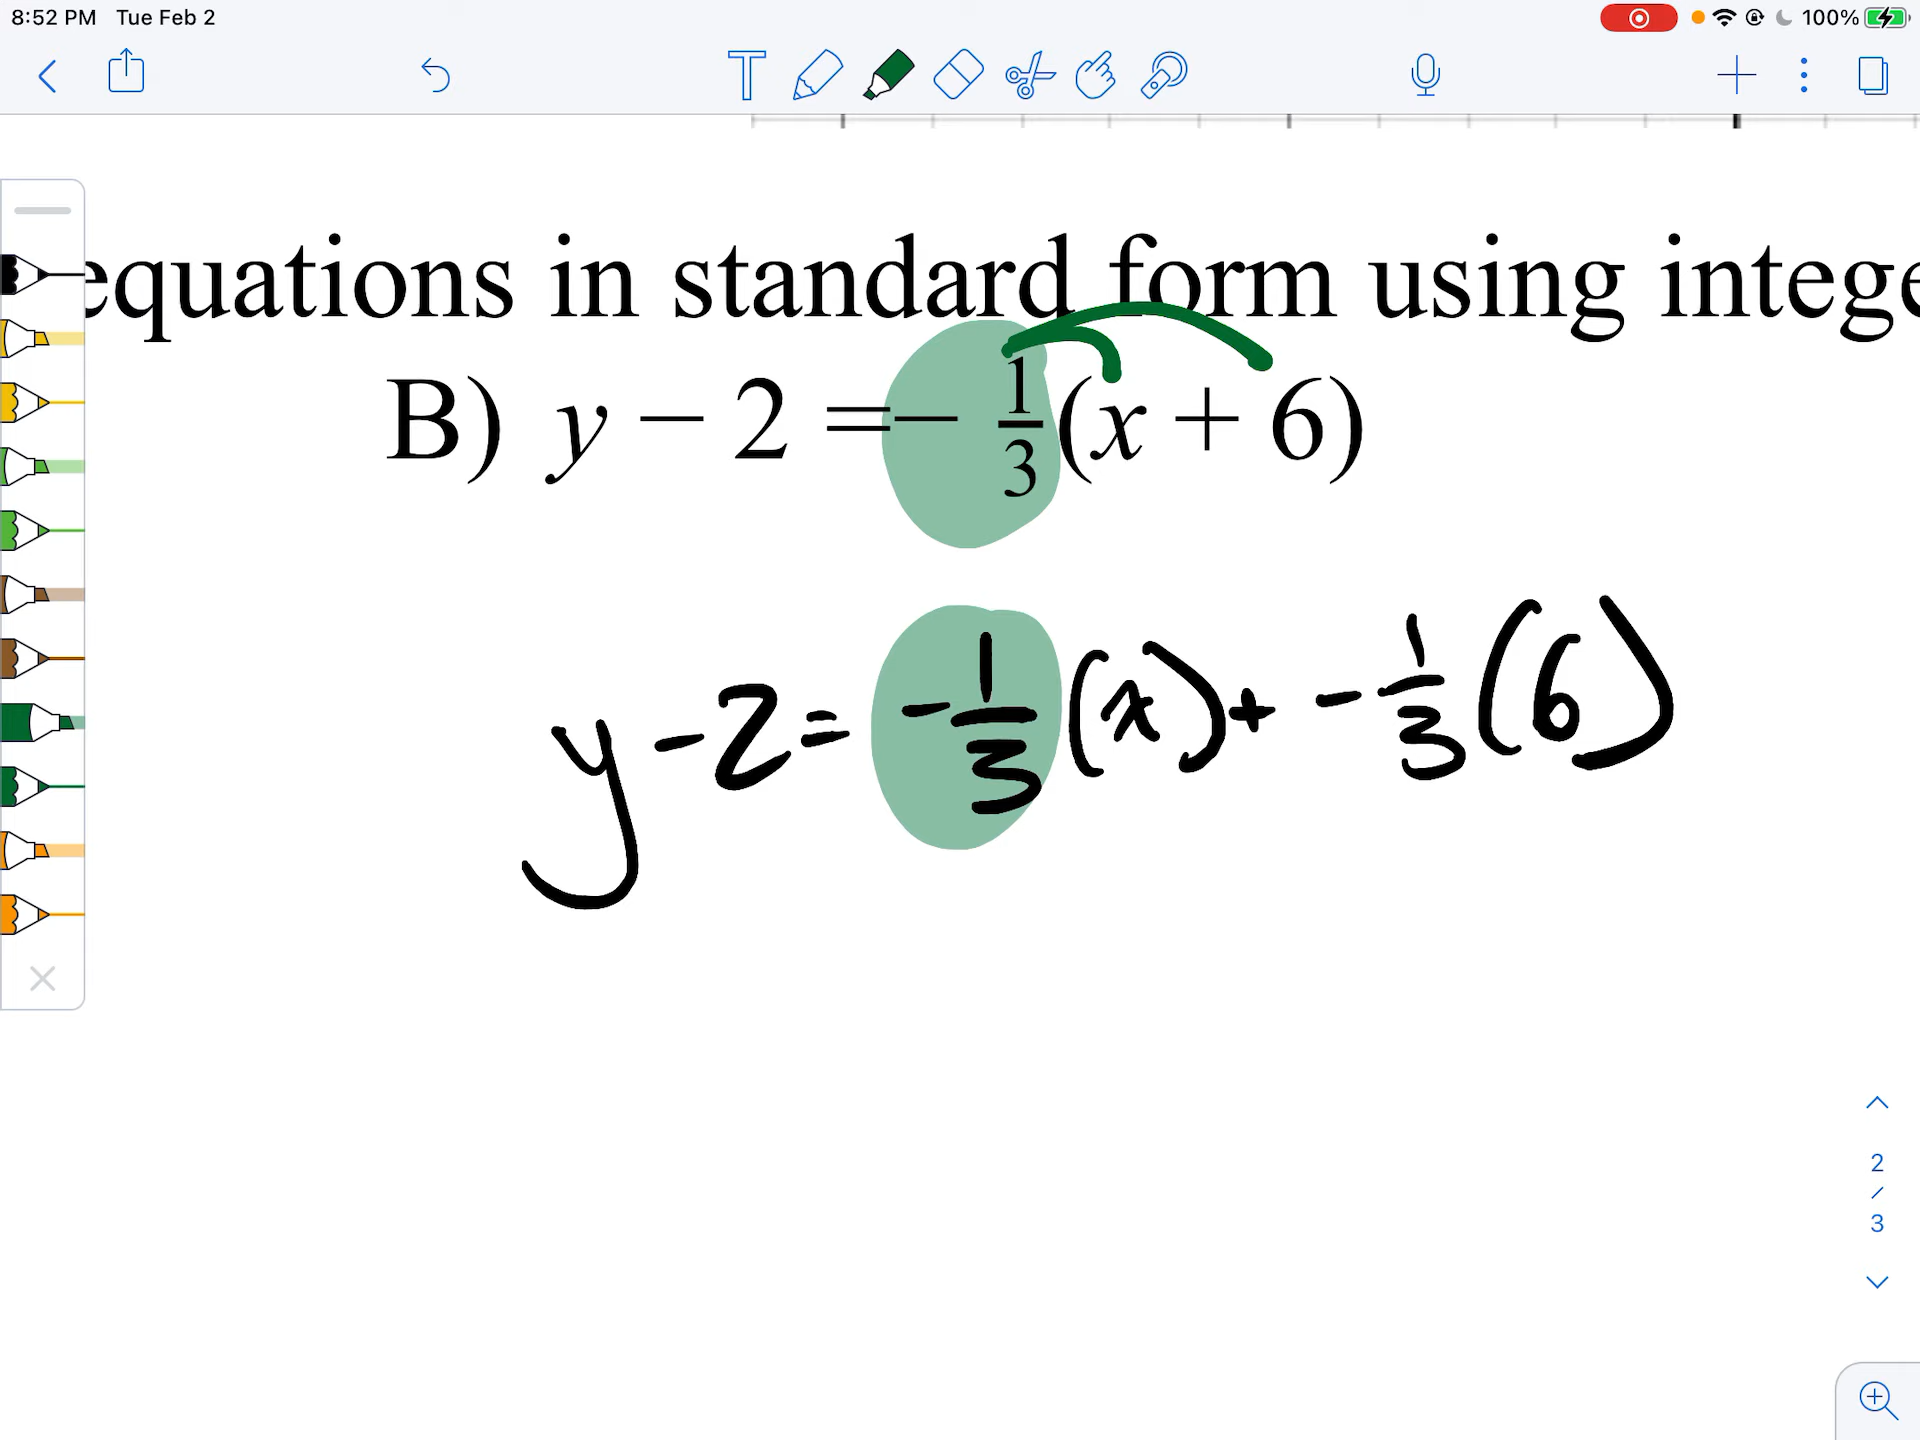 8:52 PM Tue Feb 2 100%
equations in standard form using intege
B) y − 2 = − 1/3 (x + 6)
y - 2 = - 1/3 (x) + - 1/3 (6)
2
/
3